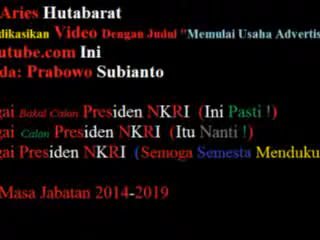 Aries Hutabarat
dikasikan Video Dengan Judul "Memulai Usaha Advertis
utube.com Ini
da: Prabowo Subianto
gai Bakal Calon Presiden NKRI (Ini Pasti !)
gai Calon Presiden NKRI (Itu Nanti !)
gai Presiden NKRI (Semoga Semesta Menduku
Masa Jabatan 2014-2019